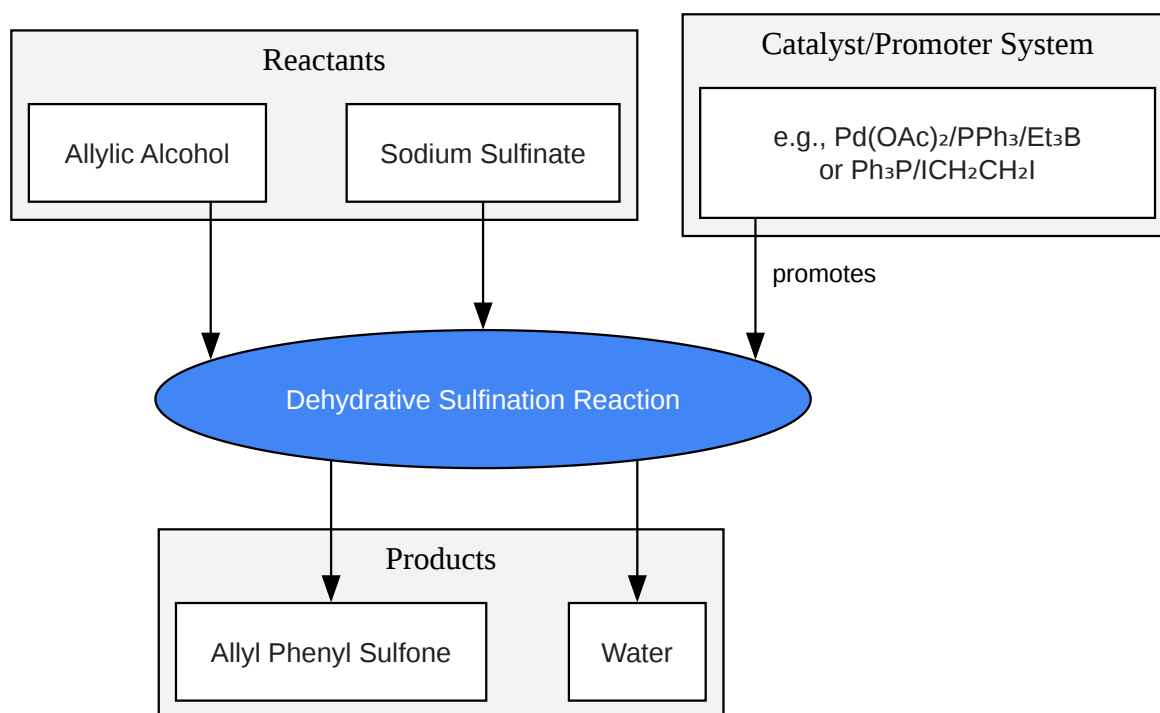 Reactants
Catalyst/Promoter System
Allylic Alcohol
Sodium Sulfinate
e.g., Pd(OAc)₂/PPh₃/Et₃B
or Ph₃P/ICH₂CH₂I
promotes
Dehydrative Sulfination Reaction
Products
Allyl Phenyl Sulfone
Water